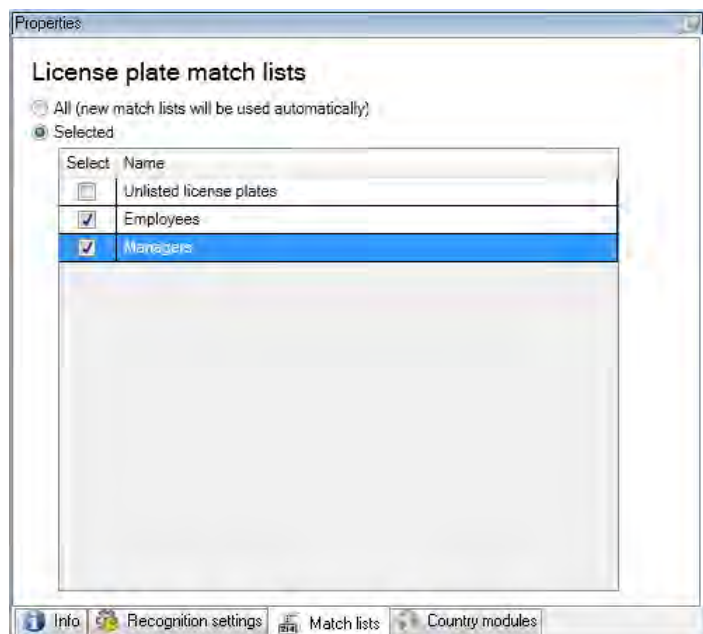 Properties
License plate match lists
All (new match lists will be used automatically)
Selected
Select Name
Unlisted license plates
Employees
Managers
Info Recognition settings Match lists Country modules